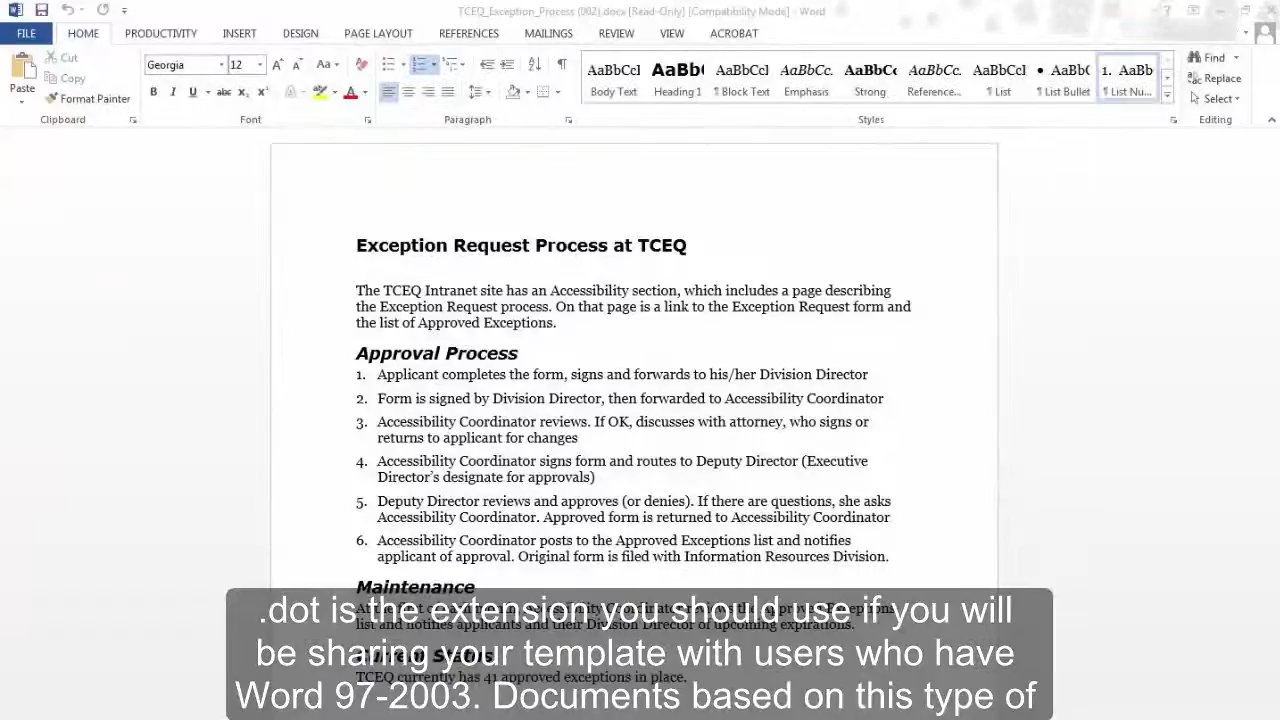 TCEQ_Exception_Process (002).docx [Read-Only] [Compatibility Mode] - Word
FILE HOME PRODUCTIVITY INSERT DESIGN PAGE LAYOUT REFERENCES MAILINGS REVIEW VIEW ACROBAT
Paste
Cut
Copy
Format Painter
Georgia 12
AaBbCcI Body Text
AaBb( Heading 1
AaBbCcI ¶ Block Text
AaBbCc. Emphasis
AaBbCc Strong
AaBbCc. Reference...
AaBbCcI ¶ List
• AaBb( ¶ List Bullet
1. AaBb ¶ List Nu...
Find
Replace
Select
Clipboard Font Paragraph Styles Editing
Exception Request Process at TCEQ
The TCEQ Intranet site has an Accessibility section, which includes a page describing
the Exception Request process. On that page is a link to the Exception Request form and
the list of Approved Exceptions.
Approval Process
1. Applicant completes the form, signs and forwards to his/her Division Director
2. Form is signed by Division Director, then forwarded to Accessibility Coordinator
3. Accessibility Coordinator reviews. If OK, discusses with attorney, who signs or
returns to applicant for changes
4. Accessibility Coordinator signs form and routes to Deputy Director (Executive
Director's designate for approvals)
5. Deputy Director reviews and approves (or denies). If there are questions, she asks
Accessibility Coordinator. Approved form is returned to Accessibility Coordinator
6. Accessibility Coordinator posts to the Approved Exceptions list and notifies
applicant of approval. Original form is filed with Information Resources Division.
Maintenance
list and notifies applicants and their Division Director of upcoming expirations.
Current Status
TCEQ currently has 41 approved exceptions in place.
.dot is the extension you should use if you will
be sharing your template with users who have
Word 97-2003. Documents based on this type of